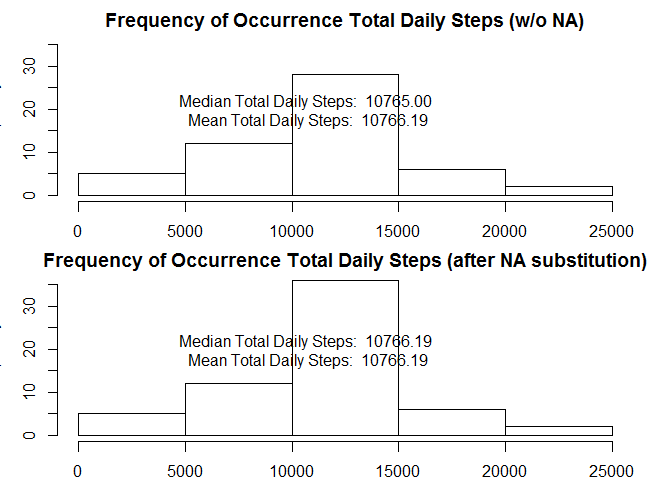 Frequency of Occurrence Total Daily Steps (w/o NA)
30
Median Total Daily Steps:  10765.00
Mean Total Daily Steps:  10766.19
10
0
0 5000 10000 15000 20000 25000
Frequency of Occurrence Total Daily Steps (after NA substitution)
30
Median Total Daily Steps:  10766.19
Mean Total Daily Steps:  10766.19
10
0
0 5000 10000 15000 20000 25000